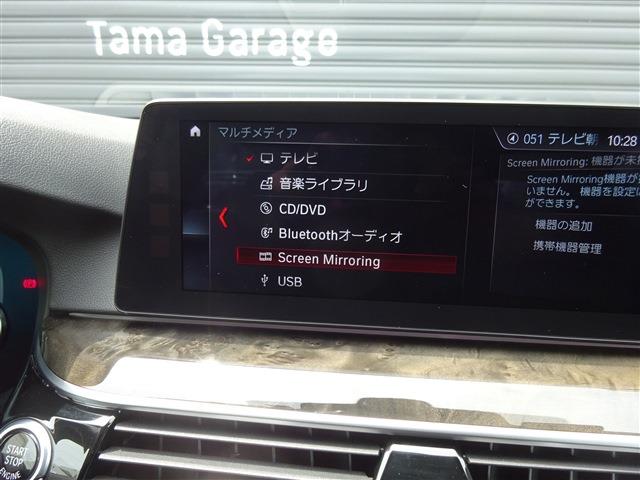 Tama Garage
マルチメディア
051 テレビ朝
10:28
テレビ
音楽ライブラリ
CD/DVD
Bluetoothオーディオ
Screen Mirroring
USB
Screen Mirroring: 機器が未接
Screen Mirroring機器が
いません。 機器を設定に
ができます。
機器の追加
携帯機器管理
START
STOP
ENGINE